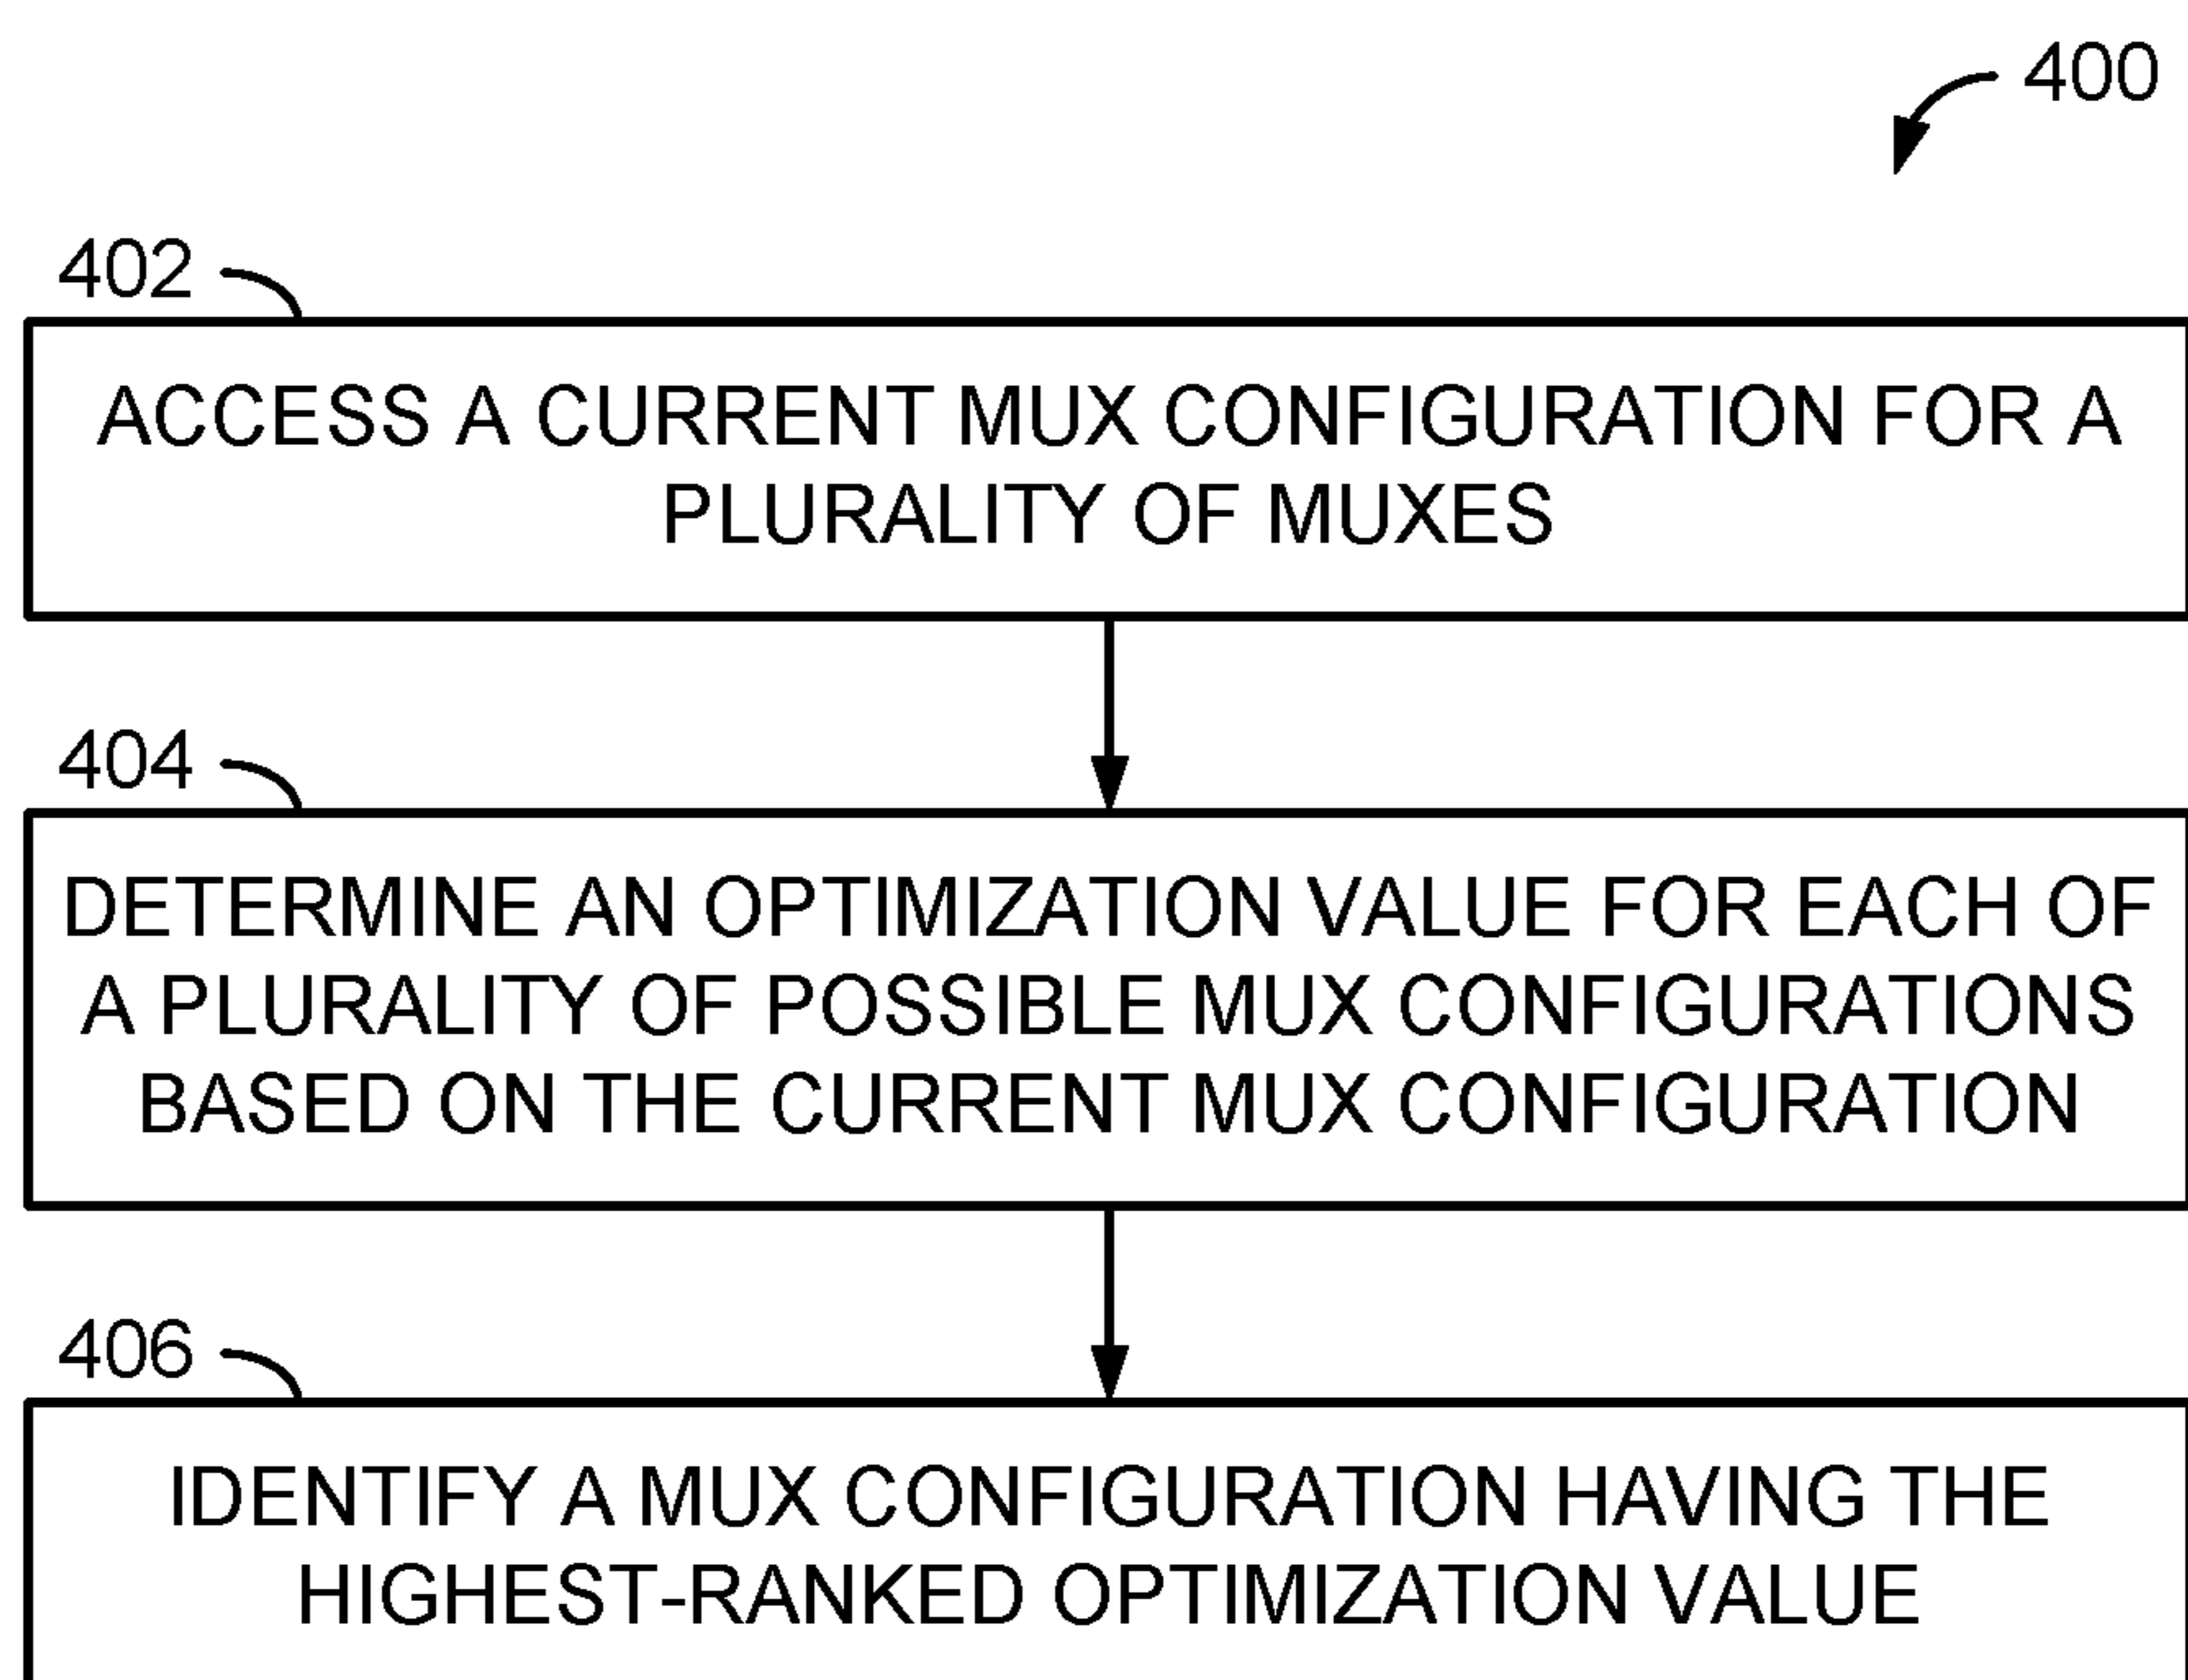 400
402
ACCESS A CURRENT MUX CONFIGURATION FOR A
PLURALITY OF MUXES
404
DETERMINE AN OPTIMIZATION VALUE FOR EACH OF
A PLURALITY OF POSSIBLE MUX CONFIGURATIONS
BASED ON THE CURRENT MUX CONFIGURATION
406
IDENTIFY A MUX CONFIGURATION HAVING THE
HIGHEST-RANKED OPTIMIZATION VALUE